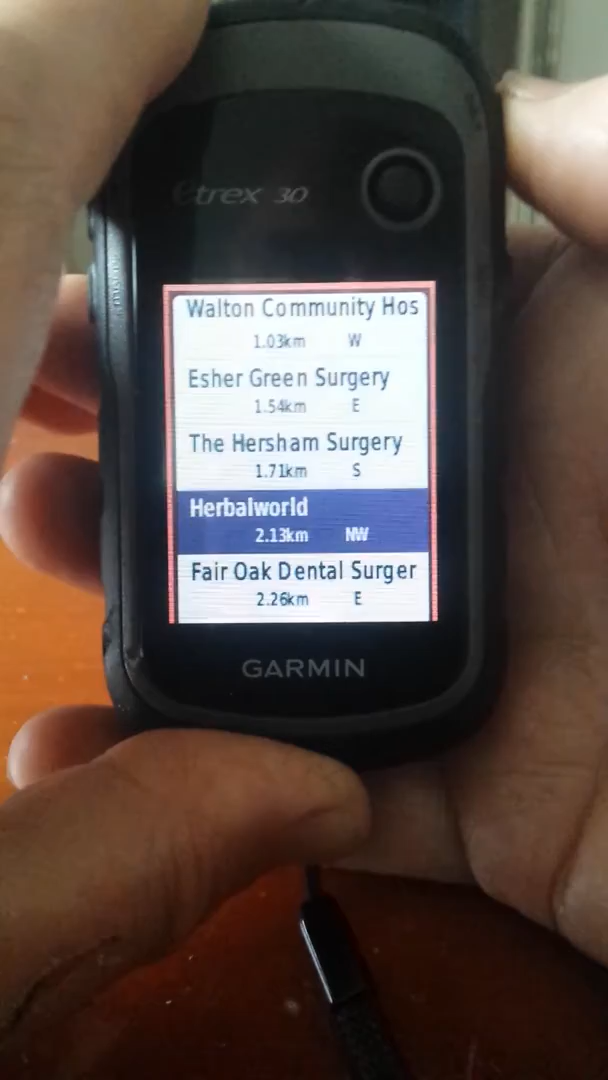 etrex 30
Walton Community Hos
1.03km W
Esher Green Surgery
1.54km E
The Hersham Surgery
1.71km S
Herbalworld
2.13km NW
Fair Oak Dental Surger
2.26km E
GARMIN